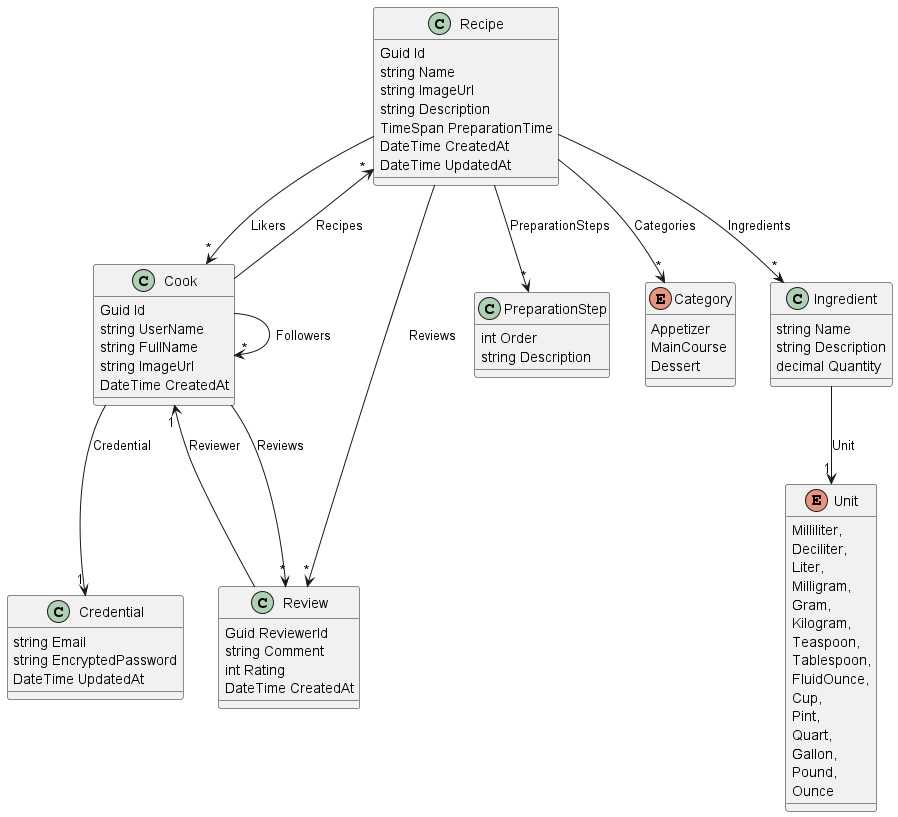 C Recipe
Guid Id
string Name
string ImageUrl
string Description
TimeSpan PreparationTime
DateTime CreatedAt
DateTime UpdatedAt
*
Likers
Recipes
PreparationSteps
Categories
Ingredients
*
*
*
*
C Cook
Guid Id
string UserName
string FullName
string ImageUrl
DateTime CreatedAt
Followers
*
Reviews
C PreparationStep
int Order
string Description
E Category
Appetizer
MainCourse
Dessert
C Ingredient
string Name
string Description
decimal Quantity
1
Credential
Reviewer
Reviews
Unit
1
1
*
*
E Unit
Milliliter,
Deciliter,
Liter,
Milligram,
Gram,
Kilogram,
Teaspoon,
Tablespoon,
FluidOunce,
Cup,
Pint,
Quart,
Gallon,
Pound,
Ounce
C Credential
string Email
string EncryptedPassword
DateTime UpdatedAt
C Review
Guid ReviewerId
string Comment
int Rating
DateTime CreatedAt